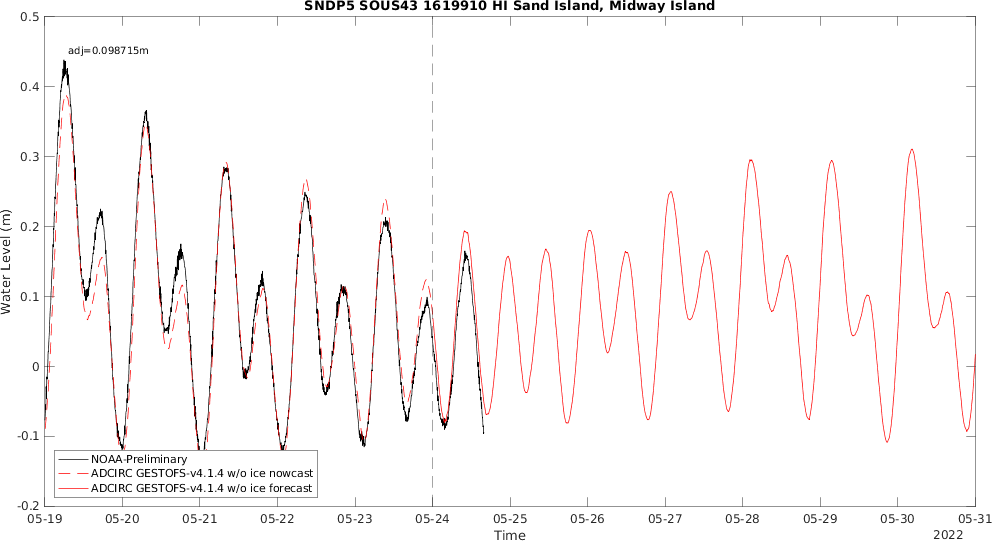 SNDP5 SOUS43 1619910 HI Sand Island, Midway Island
adj=0.098715m
0.5
0.4
0.3
0.2
0.1
0
-0.1
-0.2
Water Level (m)
NOAA-Preliminary
ADCIRC GESTOFS-v4.1.4 w/o ice nowcast
ADCIRC GESTOFS-v4.1.4 w/o ice forecast
05-19 05-20 05-21 05-22 05-23 05-24 05-25 05-26 05-27 05-28 05-29 05-30 05-31
Time
2022